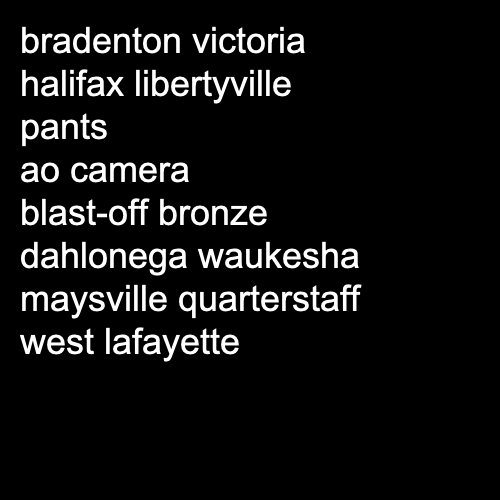 bradenton victoria
halifax libertyville
pants
ao camera
blast-off bronze
dahlonega waukesha
maysville quarterstaff
west lafayette